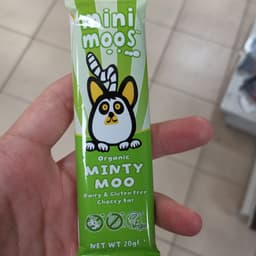 mini
moos
Organic
MINTY
MOO
Dairy & Gluten free
Choccy bar
NET WT 20g℮